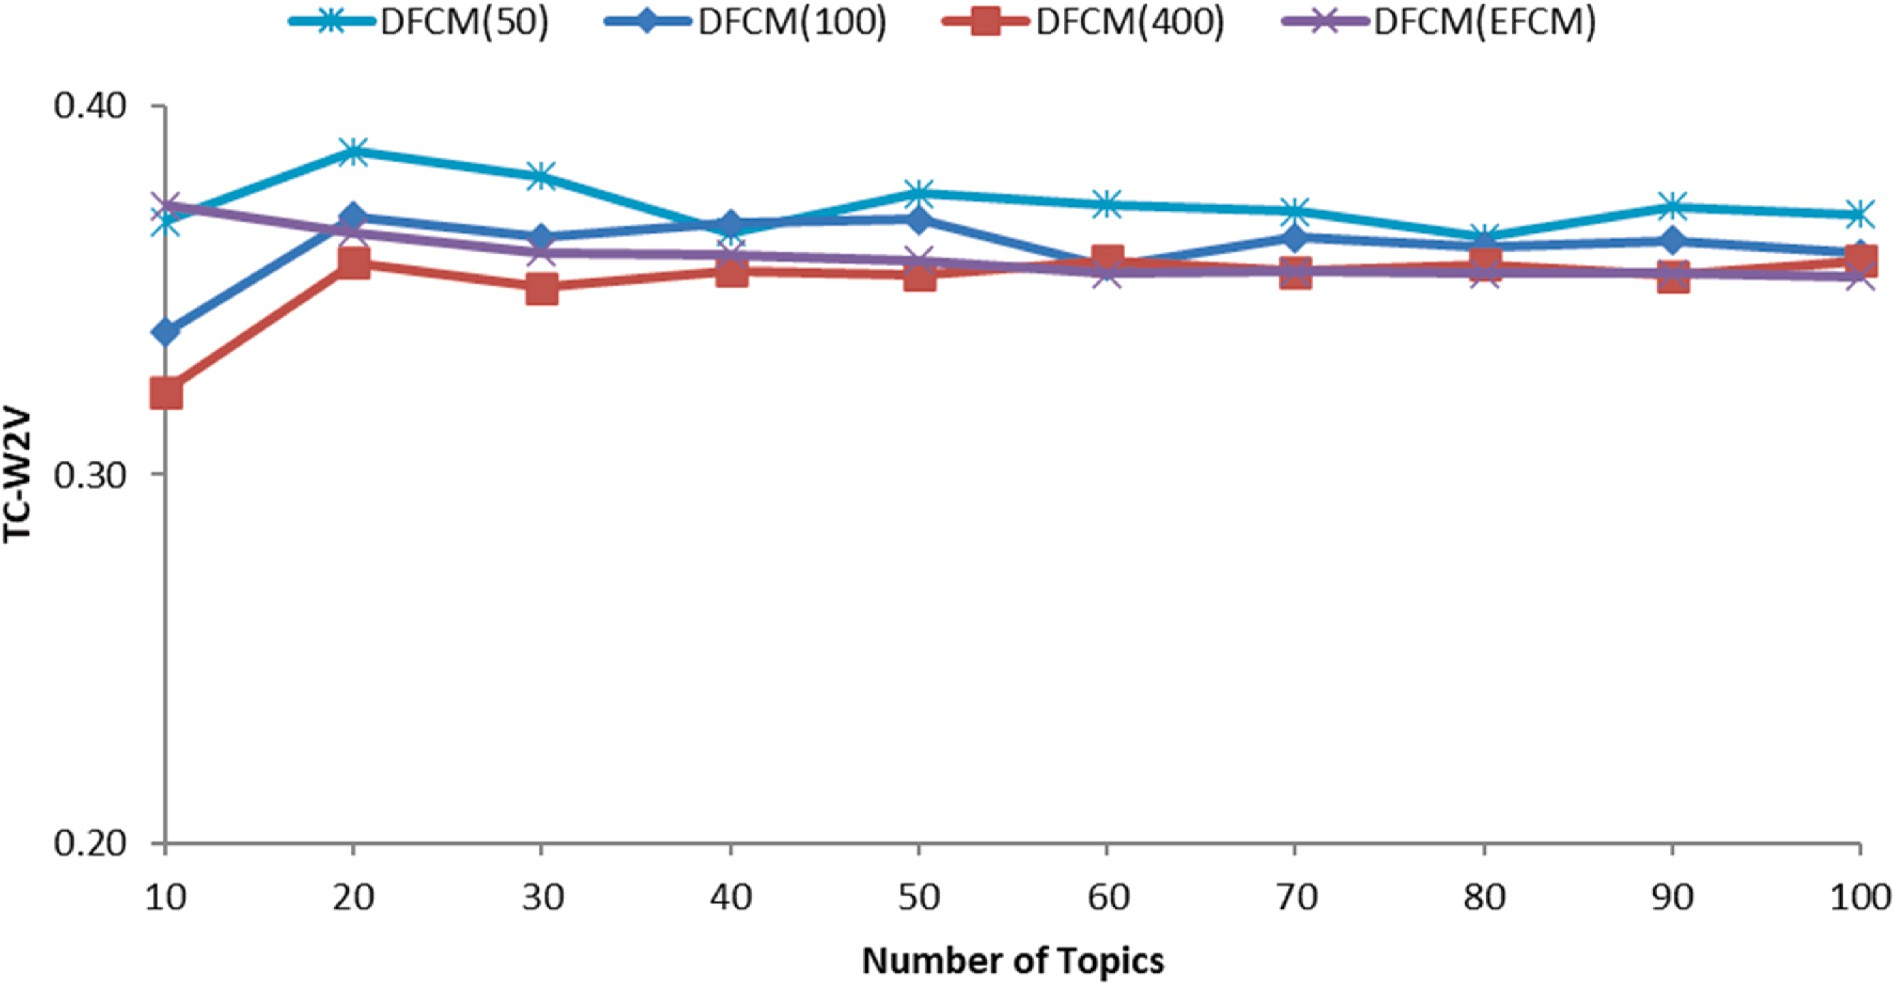 DFCM(50) DFCM(100) DFCM(400) DFCM(EFCM)
0.40
0.30
0.20
TC-W2V
10 20 30 40 50 60 70 80 90 100
Number of Topics